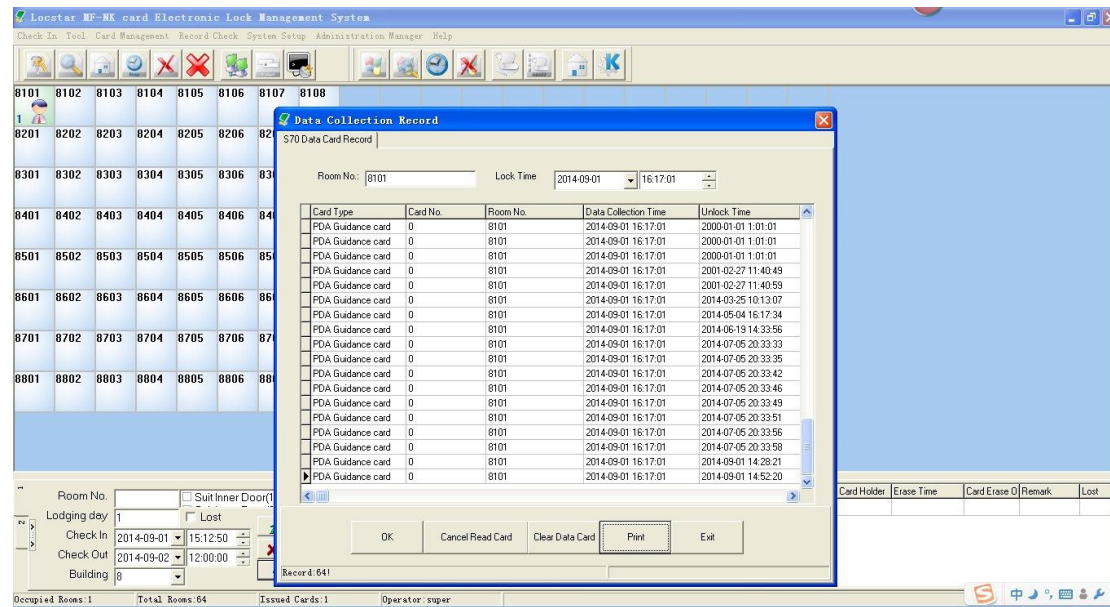 Locstar MF-NK card Electronic Lock Management System
Check In Tool Card Management Record Check System Setup Administration Manager Help
K
8101 8102 8103 8104 8105 8106 8107 8108
1
Data Collection Record
8201 8202 8203 8204 8205 8206
S70 Data Card Record
8301 8302 8303 8304 8305 8306
Room No.: 8101 Lock Time 2014-09-01 16:17:01
8401 8402 8403 8404 8405 8406
Card Type Card No. Room No. Data Collection Time Unlock Time
PDA Guidance card 0 8101 2014-09-01 16:17:01 2000-01-01 1:01:01
PDA Guidance card 0 8101 2014-09-01 16:17:01 2000-01-01 1:01:01
8501 8502 8503 8504 8505 8506
PDA Guidance card 0 8101 2014-09-01 16:17:01 2000-01-01 1:01:01
PDA Guidance card 0 8101 2014-09-01 16:17:01 2001-02-27 11:40:49
PDA Guidance card 0 8101 2014-09-01 16:17:01 2001-02-27 11:40:59
8601 8602 8603 8604 8605 8606
PDA Guidance card 0 8101 2014-09-01 16:17:01 2014-03-25 10:13:07
PDA Guidance card 0 8101 2014-09-01 16:17:01 2014-05-04 16:17:34
PDA Guidance card 0 8101 2014-09-01 16:17:01 2014-06-19 14:33:56
8701 8702 8703 8704 8705 8706
PDA Guidance card 0 8101 2014-09-01 16:17:01 2014-07-05 20:33:33
PDA Guidance card 0 8101 2014-09-01 16:17:01 2014-07-05 20:33:35
PDA Guidance card 0 8101 2014-09-01 16:17:01 2014-07-05 20:33:42
8801 8802 8803 8804 8805 8806
PDA Guidance card 0 8101 2014-09-01 16:17:01 2014-07-05 20:33:46
PDA Guidance card 0 8101 2014-09-01 16:17:01 2014-07-05 20:33:49
PDA Guidance card 0 8101 2014-09-01 16:17:01 2014-07-05 20:33:51
PDA Guidance card 0 8101 2014-09-01 16:17:01 2014-07-05 20:33:56
PDA Guidance card 0 8101 2014-09-01 16:17:01 2014-07-05 20:33:58
PDA Guidance card 0 8101 2014-09-01 16:17:01 2014-09-01 14:28:21
PDA Guidance card 0 8101 2014-09-01 16:17:01 2014-09-01 14:52:20
OK Cancel Read Card Clear Data Card Print Exit
Record:64!
Room No. Suit Inner Door(1
Lodging day 1 Lost
Check In 2014-09-01 15:12:50
Check Out 2014-09-02 12:00:00
Building 8
Card Holder Erase Time Card Erase O Remark Lost
Occupied Rooms:1 Total Rooms:64 Issued Cards:1 Operator:super
S 中